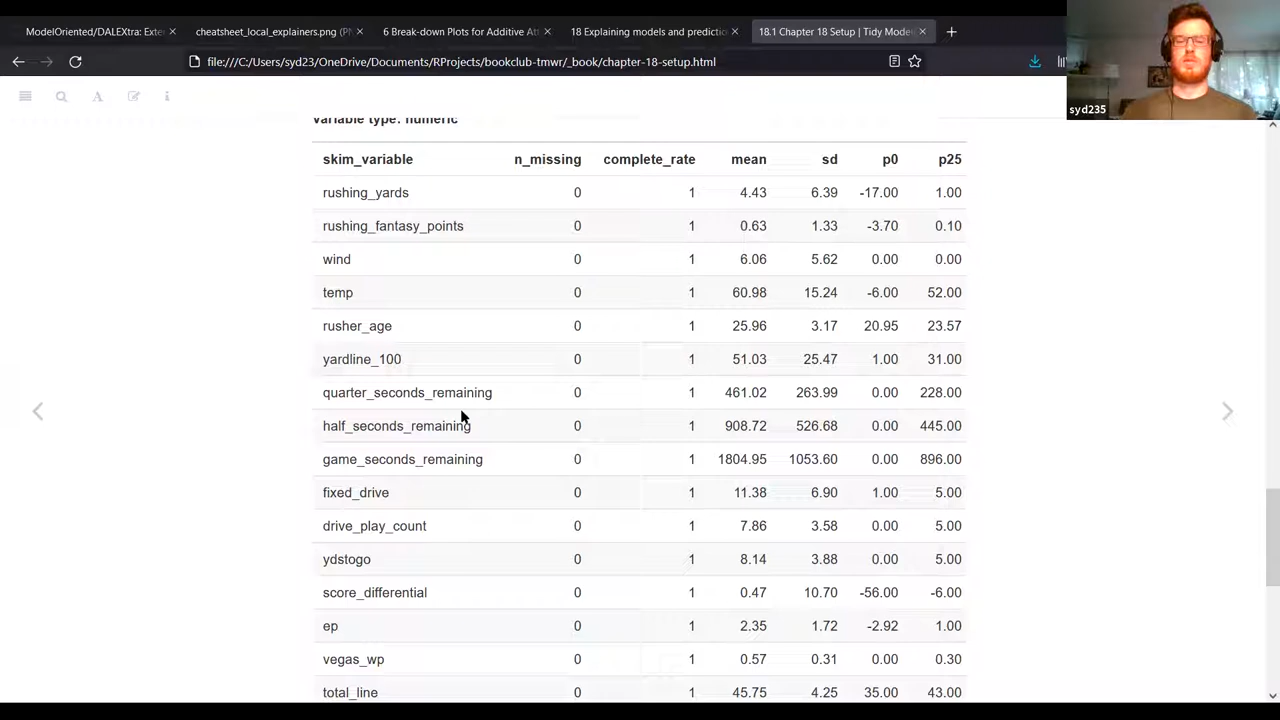 ModelOriented/DALEXtra: Exte
cheatsheet_local_explainers.png (P
6 Break-down Plots for Additive At
18 Explaining models and predictio
18.1 Chapter 18 Setup | Tidy Mode
file:///C:/Users/syd23/OneDrive/Documents/RProjects/bookclub-tmwr/_book/chapter-18-setup.html
syd235
Variable type: numeric
skim_variable n_missing complete_rate mean sd p0 p25
rushing_yards 0 1 4.43 6.39 -17.00 1.00
rushing_fantasy_points 0 1 0.63 1.33 -3.70 0.10
wind 0 1 6.06 5.62 0.00 0.00
temp 0 1 60.98 15.24 -6.00 52.00
rusher_age 0 1 25.96 3.17 20.95 23.57
yardline_100 0 1 51.03 25.47 1.00 31.00
quarter_seconds_remaining 0 1 461.02 263.99 0.00 228.00
half_seconds_remaining 0 1 908.72 526.68 0.00 445.00
game_seconds_remaining 0 1 1804.95 1053.60 0.00 896.00
fixed_drive 0 1 11.38 6.90 1.00 5.00
drive_play_count 0 1 7.86 3.58 0.00 5.00
ydstogo 0 1 8.14 3.88 0.00 5.00
score_differential 0 1 0.47 10.70 -56.00 -6.00
ep 0 1 2.35 1.72 -2.92 1.00
vegas_wp 0 1 0.57 0.31 0.00 0.30
total_line 0 1 45.75 4.25 35.00 43.00